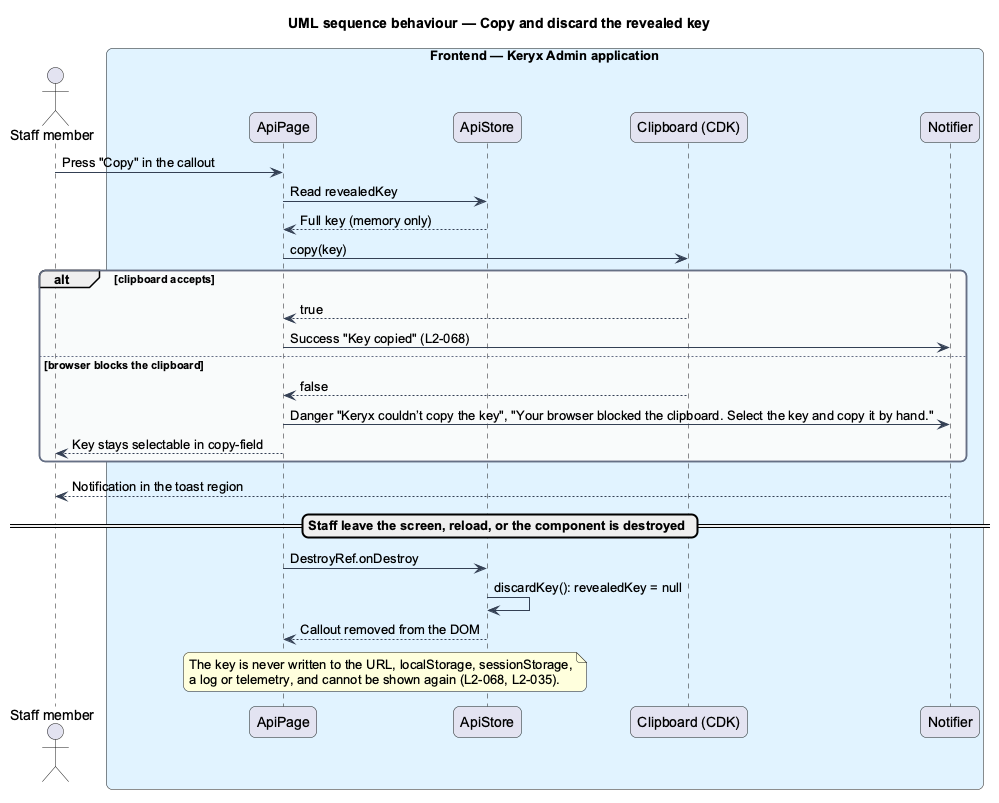 UML sequence behaviour — Copy and discard the revealed key
Frontend — Keryx Admin application
Staff member
ApiPage
ApiStore
Clipboard (CDK)
Notifier
Press "Copy" in the callout
Read revealedKey
Full key (memory only)
copy(key)
alt
[clipboard accepts]
true
Success "Key copied" (L2-068)
[browser blocks the clipboard]
false
Danger "Keryx couldn't copy the key", "Your browser blocked the clipboard. Select the key and copy it by hand."
Key stays selectable in copy-field
Notification in the toast region
Staff leave the screen, reload, or the component is destroyed
DestroyRef.onDestroy
discardKey(): revealedKey = null
Callout removed from the DOM
The key is never written to the URL, localStorage, sessionStorage,
a log or telemetry, and cannot be shown again (L2-068, L2-035).
Staff member
ApiPage
ApiStore
Clipboard (CDK)
Notifier